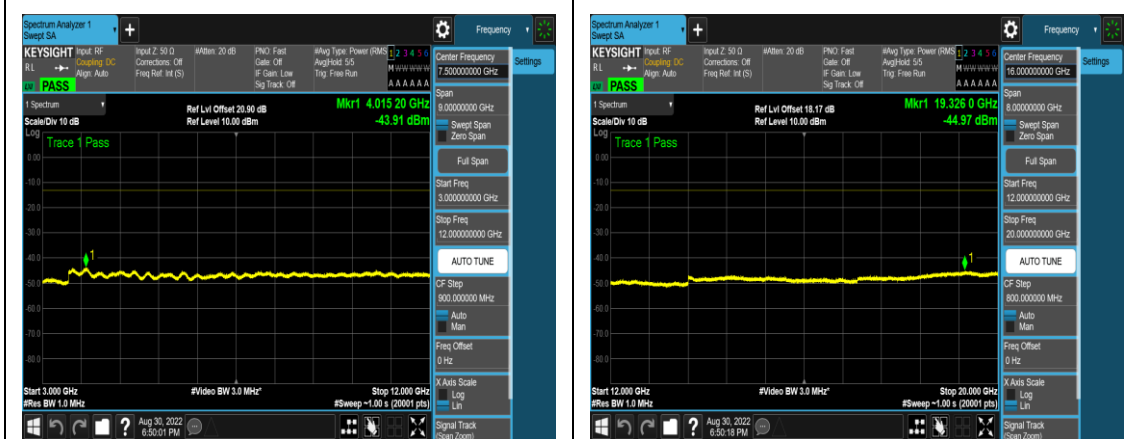 Spectrum Analyzer 1
Swept SA
+
Frequency
KEYSIGHT
RL
Input: RF
Coupling: DC
Align: Auto
Input Z: 50 Ω
Corrections: Off
Freq Ref: Int (S)
#Atten: 20 dB
PNO: Fast
Gate: Off
IF Gain: Low
Sig Track: Off
#Avg Type: Power (RMS
Avg|Hold: 5/5
Trig: Free Run
1 2 3 4 5 6
M W W W W W
A A A A A A
PASS
1 Spectrum
Scale/Div 10 dB
Ref Lvl Offset 20.90 dB
Ref Level 10.00 dBm
Mkr1 4.015 20 GHz
-43.91 dBm
Log
Trace 1 Pass
0.00
-10.0
-20.0
-30.0
-40.0
-50.0
-60.0
-70.0
-80.0
1
Start 3.000 GHz
#Res BW 1.0 MHz
#Video BW 3.0 MHz*
Stop 12.000 GHz
#Sweep ~1.00 s (20001 pts)
?
Aug 30, 2022
6:50:01 PM
Center Frequency
7.500000000 GHz
Settings
Span
9.00000000 GHz
Swept Span
Zero Span
Full Span
Start Freq
3.000000000 GHz
Stop Freq
12.000000000 GHz
AUTO TUNE
CF Step
900.000000 MHz
Auto
Man
Freq Offset
0 Hz
X Axis Scale
Log
Lin
Signal Track
(Span Zoom)
Spectrum Analyzer 1
Swept SA
+
Frequency
KEYSIGHT
RL
Input: RF
Coupling: DC
Align: Auto
Input Z: 50 Ω
Corrections: Off
Freq Ref: Int (S)
#Atten: 20 dB
PNO: Fast
Gate: Off
IF Gain: Low
Sig Track: Off
#Avg Type: Power (RMS
Avg|Hold: 5/5
Trig: Free Run
1 2 3 4 5 6
M W W W W W
A A A A A A
PASS
1 Spectrum
Scale/Div 10 dB
Ref Lvl Offset 18.17 dB
Ref Level 10.00 dBm
Mkr1 19.326 0 GHz
-44.97 dBm
Log
Trace 1 Pass
0.00
-10.0
-20.0
-30.0
-40.0
-50.0
-60.0
-70.0
-80.0
1
Start 12.000 GHz
#Res BW 1.0 MHz
#Video BW 3.0 MHz*
Stop 20.000 GHz
#Sweep ~1.00 s (20001 pts)
?
Aug 30, 2022
6:50:18 PM
Center Frequency
16.000000000 GHz
Settings
Span
8.00000000 GHz
Swept Span
Zero Span
Full Span
Start Freq
12.000000000 GHz
Stop Freq
20.000000000 GHz
AUTO TUNE
CF Step
800.000000 MHz
Auto
Man
Freq Offset
0 Hz
X Axis Scale
Log
Lin
Signal Track
(Span Zoom)